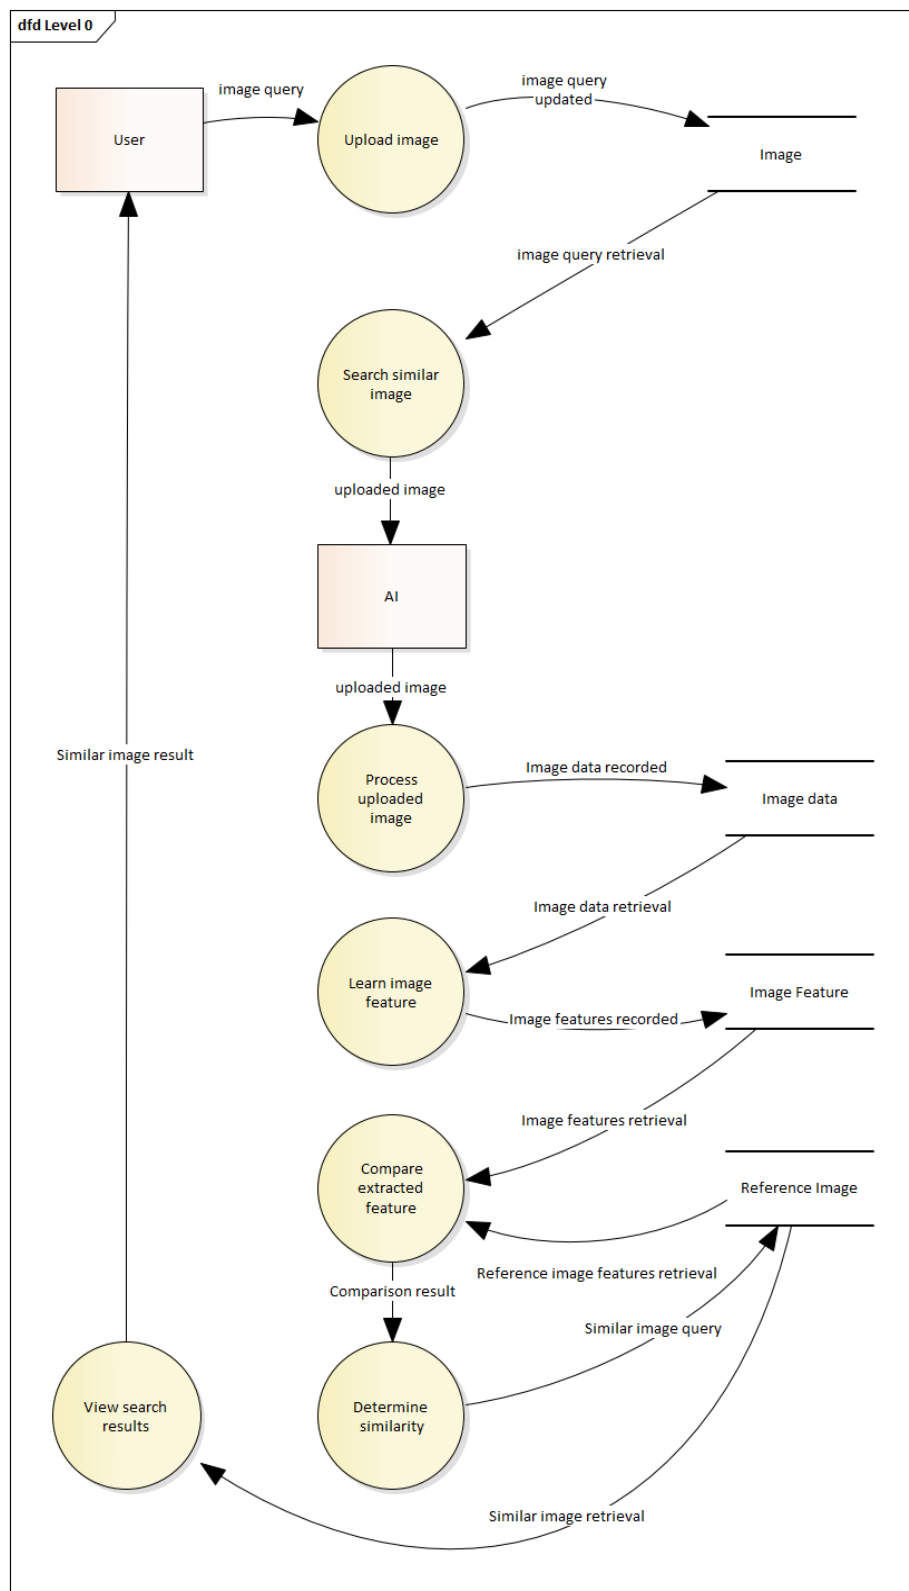 dfd Level 0
User
image query
Upload image
image query
updated
Image
image query retrieval
Search similar
image
uploaded image
AI
uploaded image
Process
uploaded
image
Image data recorded
Image data
Similar image result
Image data retrieval
Learn image
feature
Image features recorded
Image Feature
Image features retrieval
Compare
extracted
feature
Reference Image
Reference image features retrieval
Comparison result
Similar image query
View search
results
Determine
similarity
Similar image retrieval